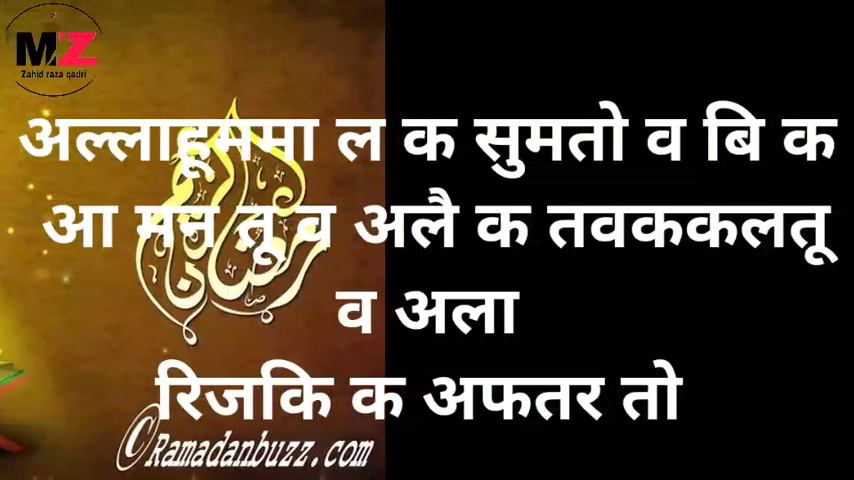 MZ
Zahid raza qadri
अल्लाहूममा ल क सुमतो व बि क
आ मन तू व अलै क तवककलतू
व अला
रिजकि क अफतर तो
©Ramadanbuzz.com